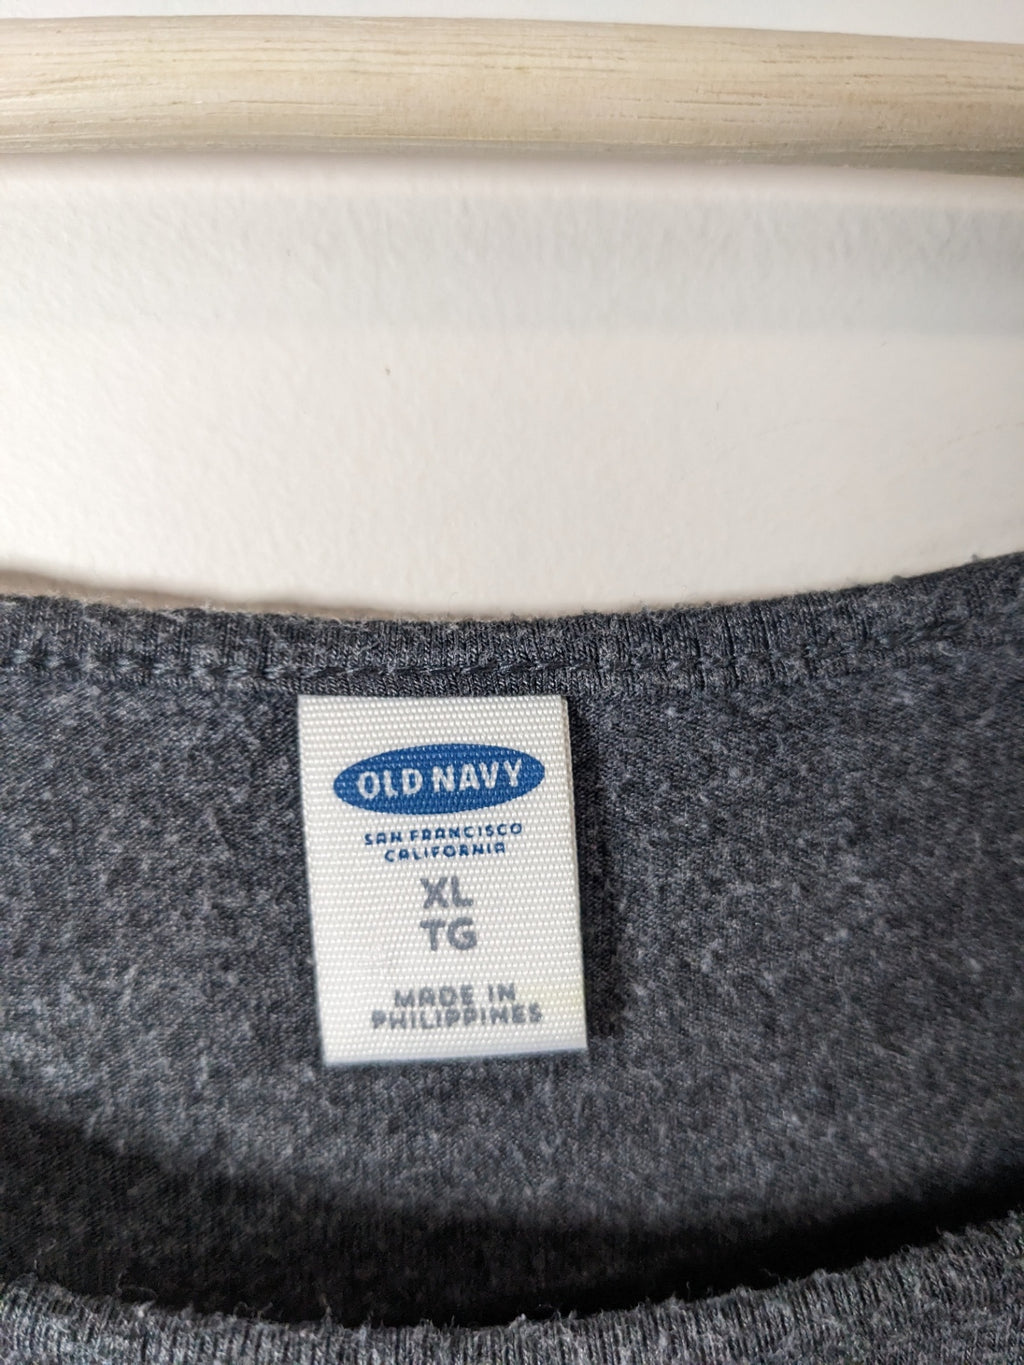 OLD NAVY
SAN FRANCISCO
CALIFORNIA
XL
TG
MADE IN
PHILIPPINES